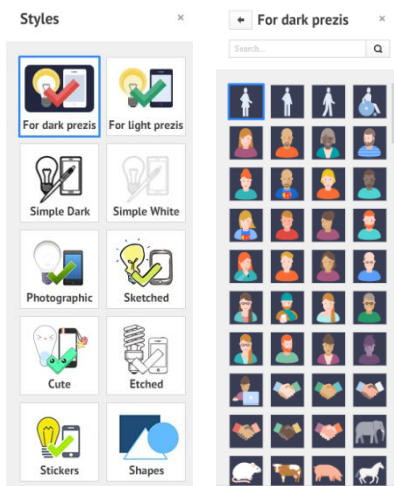 Styles ×
For dark prezis
For light prezis
Simple Dark
Simple White
Photographic
Sketched
Cute
Etched
Stickers
Shapes
For dark prezis ×
Search...